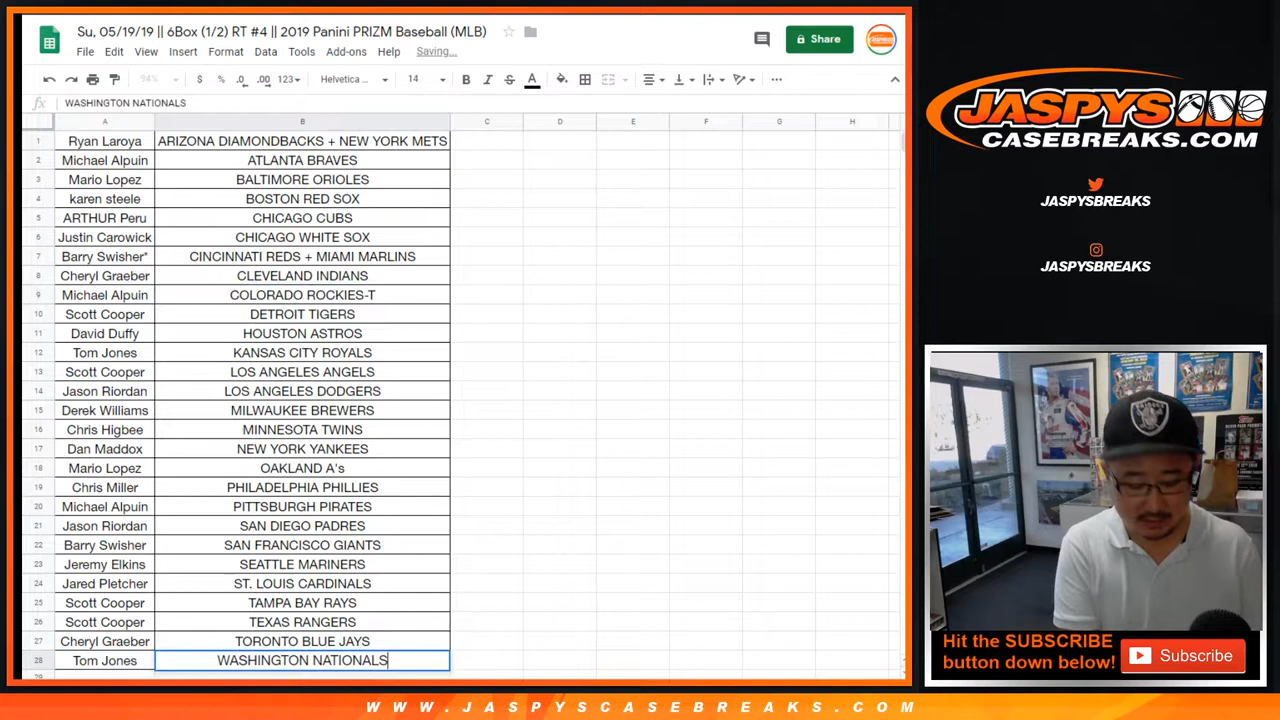 Su, 05/19/19 || 6Box (1/2) RT #4 || 2019 Panini PRIZM Baseball (MLB)
File Edit View Insert Format Data Tools Add-ons Help Saving...
Share
94% $ % .0 .00 123 Helvetica ... 14 B I S A
fx WASHINGTON NATIONALS
A B C D E F G H
1 Ryan Laroya ARIZONA DIAMONDBACKS + NEW YORK METS
2 Michael Alpuin ATLANTA BRAVES
3 Mario Lopez BALTIMORE ORIOLES
4 karen steele BOSTON RED SOX
5 ARTHUR Peru CHICAGO CUBS
6 Justin Carowick CHICAGO WHITE SOX
7 Barry Swisher* CINCINNATI REDS + MIAMI MARLINS
8 Cheryl Graeber CLEVELAND INDIANS
9 Michael Alpuin COLORADO ROCKIES-T
10 Scott Cooper DETROIT TIGERS
11 David Duffy HOUSTON ASTROS
12 Tom Jones KANSAS CITY ROYALS
13 Scott Cooper LOS ANGELES ANGELS
14 Jason Riordan LOS ANGELES DODGERS
15 Derek Williams MILWAUKEE BREWERS
16 Chris Higbee MINNESOTA TWINS
17 Dan Maddox NEW YORK YANKEES
18 Mario Lopez OAKLAND A's
19 Chris Miller PHILADELPHIA PHILLIES
20 Michael Alpuin PITTSBURGH PIRATES
21 Jason Riordan SAN DIEGO PADRES
22 Barry Swisher SAN FRANCISCO GIANTS
23 Jeremy Elkins SEATTLE MARINERS
24 Jared Pletcher ST. LOUIS CARDINALS
25 Scott Cooper TAMPA BAY RAYS
26 Scott Cooper TEXAS RANGERS
27 Cheryl Graeber TORONTO BLUE JAYS
28 Tom Jones WASHINGTON NATIONALS
JASPYS
CASEBREAKS.COM
JASPYSBREAKS
JASPYSBREAKS
RAIDERS
Hit the SUBSCRIBE
button down below!
Subscribe
WWW.JASPYSCASEBREAKS.COM